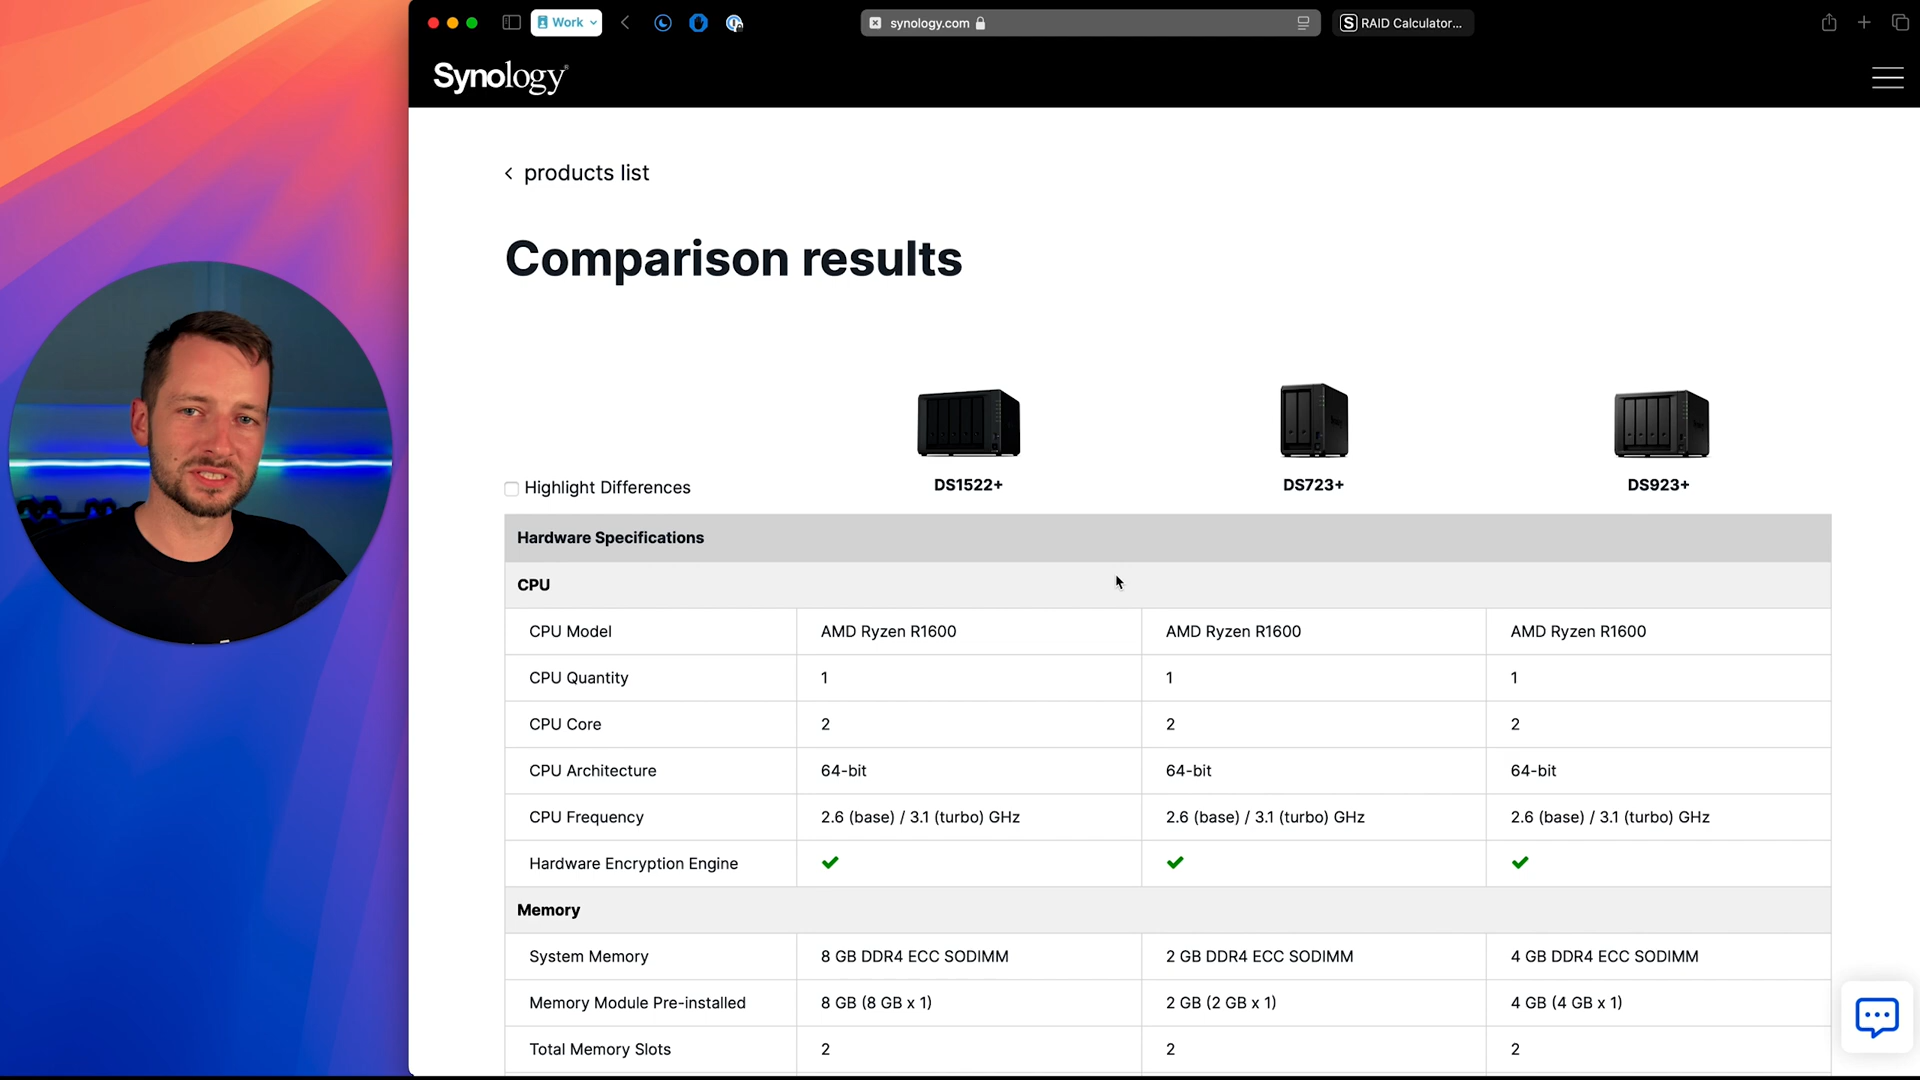 Work
synology.com
S RAID Calculator...
Synology
products list
Comparison results
Highlight Differences
DS1522+ DS723+ DS923+
Hardware Specifications
CPU
CPU Model AMD Ryzen R1600 AMD Ryzen R1600 AMD Ryzen R1600
CPU Quantity 1 1 1
CPU Core 2 2 2
CPU Architecture 64-bit 64-bit 64-bit
CPU Frequency 2.6 (base) / 3.1 (turbo) GHz 2.6 (base) / 3.1 (turbo) GHz 2.6 (base) / 3.1 (turbo) GHz
Hardware Encryption Engine
Memory
System Memory 8 GB DDR4 ECC SODIMM 2 GB DDR4 ECC SODIMM 4 GB DDR4 ECC SODIMM
Memory Module Pre-installed 8 GB (8 GB x 1) 2 GB (2 GB x 1) 4 GB (4 GB x 1)
Total Memory Slots 2 2 2